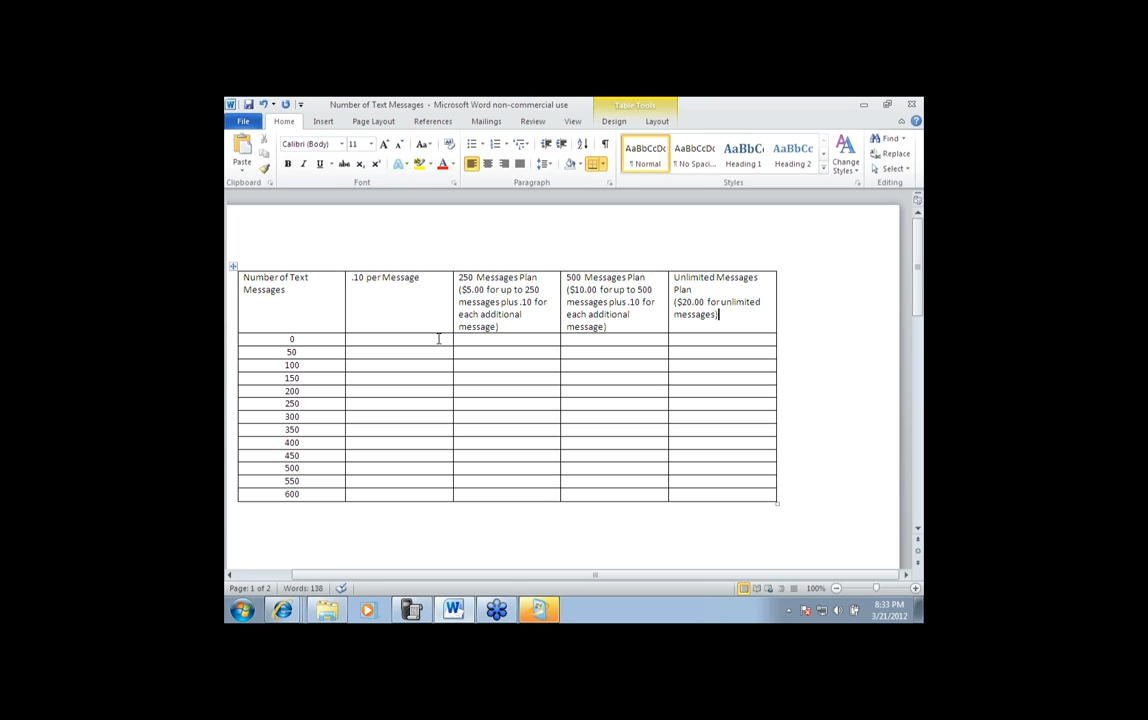 Number of Text Messages - Microsoft Word non-commercial use
Table Tools
File Home Insert Page Layout References Mailings Review View Design Layout
Calibri (Body) 11 Aa
Paste
B I U abc x₂ x² A
AaBbCcDc AaBbCcDc AaBbCc AaBbCc
¶ Normal ¶ No Spaci... Heading 1 Heading 2
Change Styles
Find
Replace
Select
Clipboard Font Paragraph Styles Editing
Number of Text
Messages
.10 per Message
250 Messages Plan
($5.00 for up to 250
messages plus .10 for
each additional
message)
500 Messages Plan
($10.00 for up to 500
messages plus .10 for
each additional
message)
Unlimited Messages
Plan
($20.00 for unlimited
messages)
0
50
100
150
200
250
300
350
400
450
500
550
600
Page: 1 of 2 Words: 138 100%
8:33 PM
3/21/2012